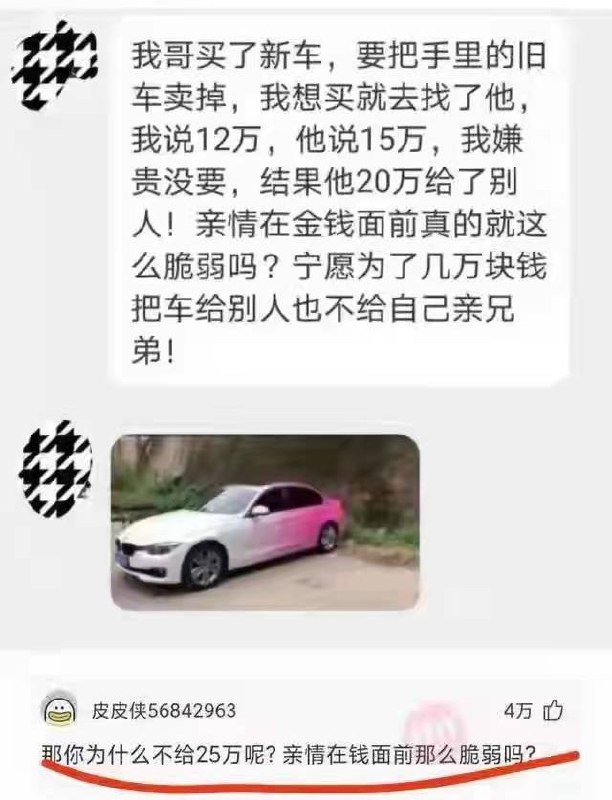 我哥买了新车，要把手里的旧
车卖掉，我想买就去找了他，
我说12万，他说15万，我嫌
贵没要，结果他20万给了别
人！亲情在金钱面前真的就这
么脆弱吗？宁愿为了几万块钱
把车给别人也不给自己亲兄
弟！
皮皮侠56842963
4万
那你为什么不给25万呢？亲情在钱面前那么脆弱吗？